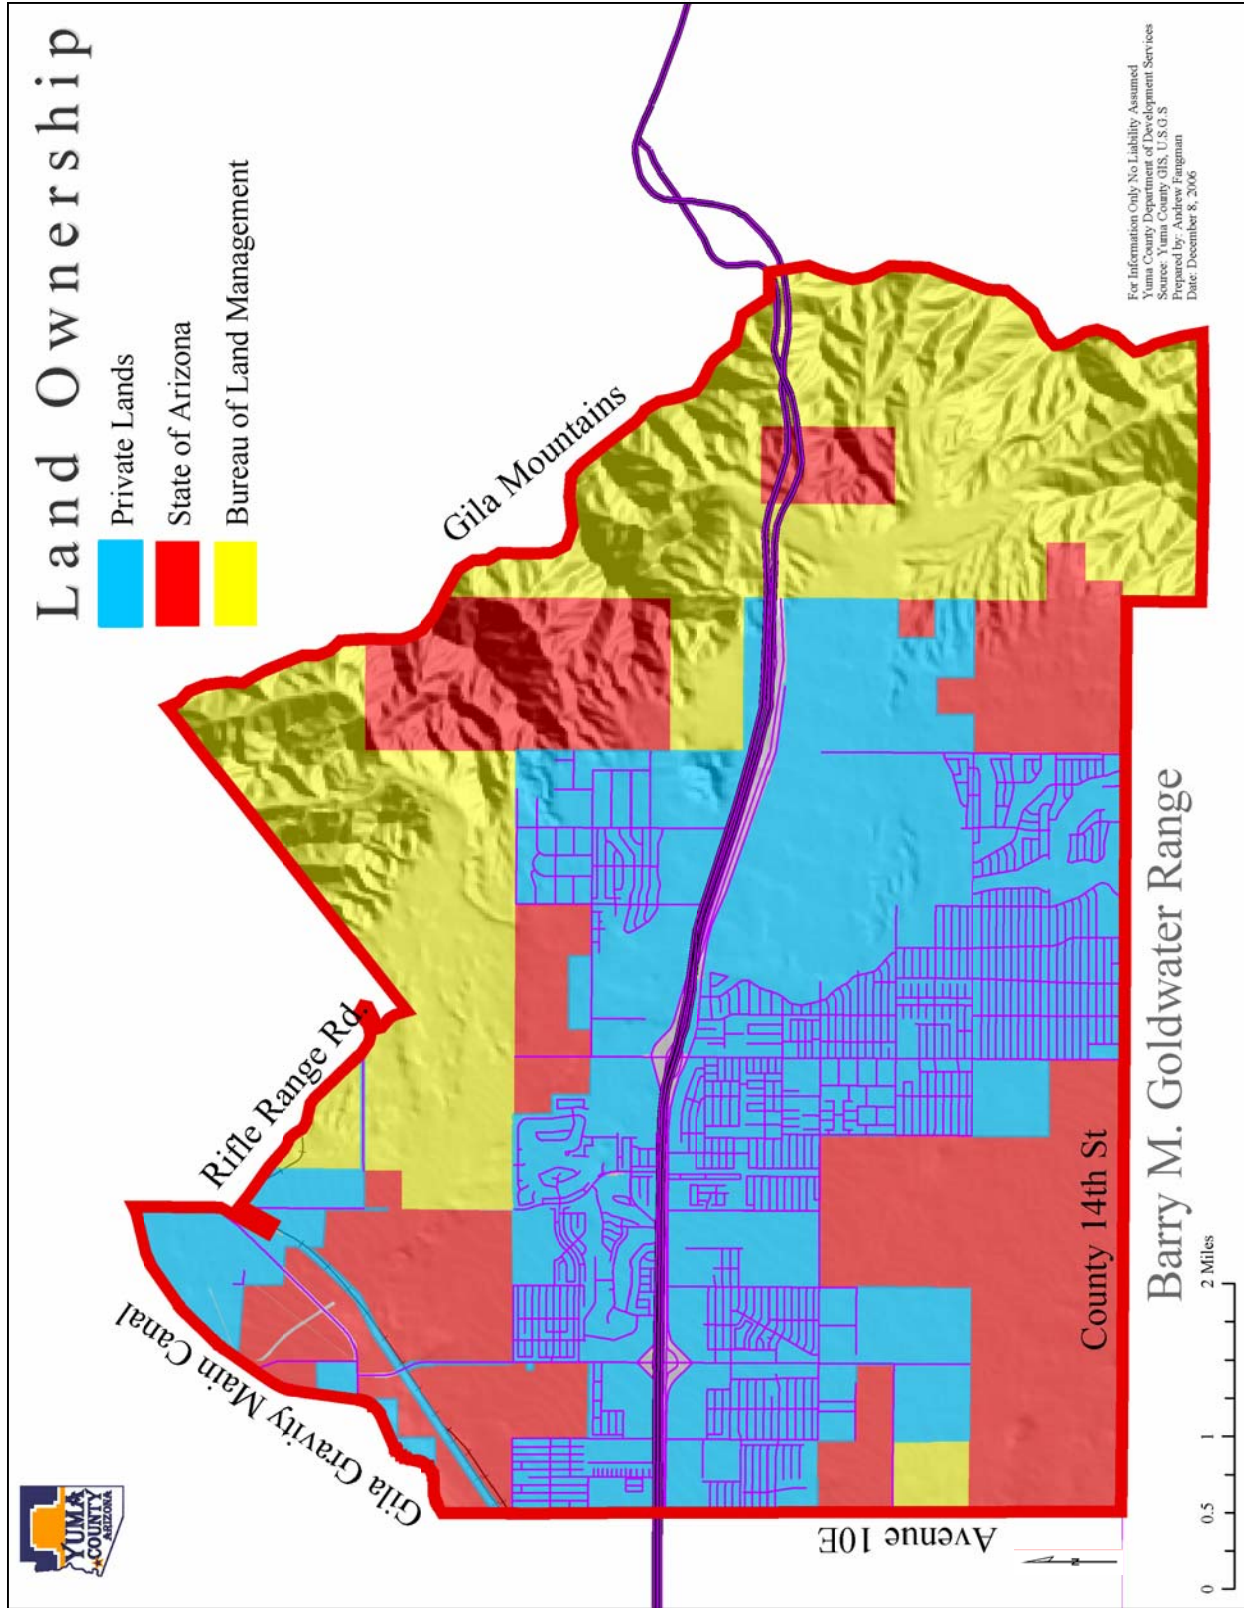 Land Ownership
Private Lands
State of Arizona
Bureau of Land Management
Gila Mountains
Rifle Range Rd.
Gila Gravity Main Canal
Avenue 10E
County 14th St
Barry M. Goldwater Range
YUMA
COUNTY
ARIZONA
N
0 0.5 1 2 Miles
For Information Only No Liability Assumed
Yuma County Department of Development Services
Source: Yuma County GIS, U.S.G.S
Prepared by: Andrew Fangman
Date: December 8, 2006